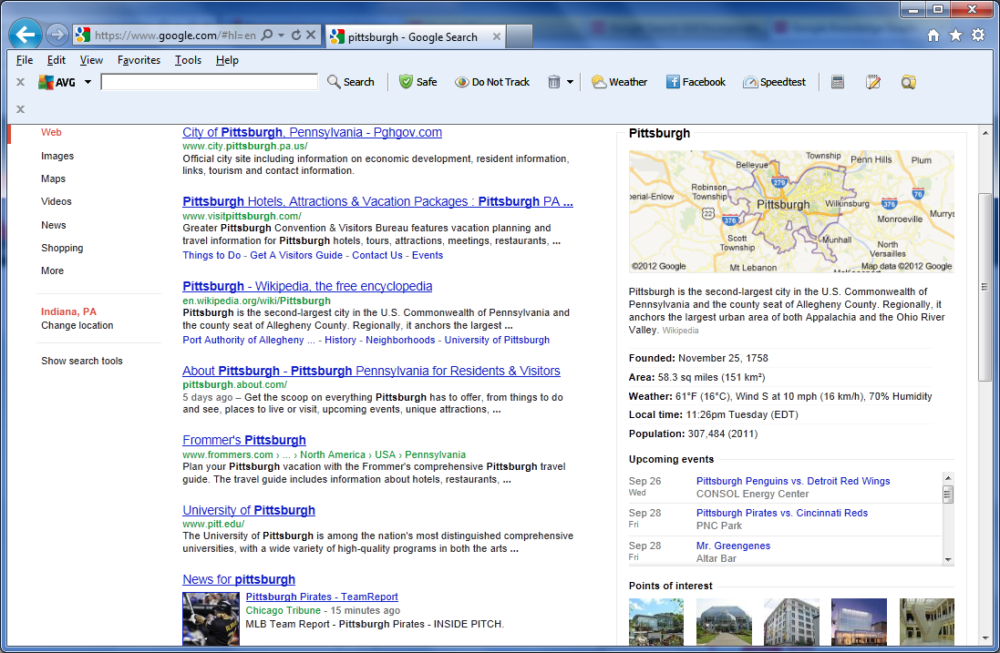 https://www.google.com/#hl=en
pittsburgh - Google Search
File Edit View Favorites Tools Help
AVG Search Safe Do Not Track Weather Facebook Speedtest
Web
Images
Maps
Videos
News
Shopping
More
Indiana, PA
Change location
Show search tools
City of Pittsburgh, Pennsylvania - Pghgov.com
www.city.pittsburgh.pa.us/
Official city site including information on economic development, resident information,
links, tourism and contact information.
Pittsburgh Hotels, Attractions & Vacation Packages : Pittsburgh PA ...
www.visitpittsburgh.com/
Greater Pittsburgh Convention & Visitors Bureau features vacation planning and
travel information for Pittsburgh hotels, tours, attractions, meetings, restaurants, ...
Things to Do - Get A Visitors Guide - Contact Us - Events
Pittsburgh - Wikipedia, the free encyclopedia
en.wikipedia.org/wiki/Pittsburgh
Pittsburgh is the second-largest city in the U.S. Commonwealth of Pennsylvania and
the county seat of Allegheny County. Regionally, it anchors the largest ...
Port Authority of Allegheny ... - History - Neighborhoods - University of Pittsburgh
About Pittsburgh - Pittsburgh Pennsylvania for Residents & Visitors
pittsburgh.about.com/
5 days ago – Get the scoop on everything Pittsburgh has to offer, from things to do
and see, places to live or visit, upcoming events, unique attractions, ...
Frommer's Pittsburgh
www.frommers.com › ... › North America › USA › Pennsylvania
Plan your Pittsburgh vacation with the Frommer's comprehensive Pittsburgh travel
guide. The travel guide includes information about hotels, restaurants, ...
University of Pittsburgh
www.pitt.edu/
The University of Pittsburgh is among the nation's most distinguished comprehensive
universities, with a wide variety of high-quality programs in both the arts ...
News for pittsburgh
Pittsburgh Pirates - TeamReport
Chicago Tribune - 15 minutes ago
MLB Team Report - Pittsburgh Pirates - INSIDE PITCH.
Pittsburgh
Bellevue
Township
Penn Hills
Plum
279
Robinson
Township
76
erial-Enlow
Pittsburgh
Wilkinsburg
376
22
376
Monroeville
Murrys
Scott
Township
Munhall
North
Versailles
Mt Lebanon
©2012 Google
Map data ©2012 Google
Pittsburgh is the second-largest city in the U.S. Commonwealth of
Pennsylvania and the county seat of Allegheny County. Regionally, it
anchors the largest urban area of both Appalachia and the Ohio River
Valley. Wikipedia
Founded: November 25, 1758
Area: 58.3 sq miles (151 km²)
Weather: 61°F (16°C), Wind S at 10 mph (16 km/h), 70% Humidity
Local time: 11:26pm Tuesday (EDT)
Population: 307,484 (2011)
Upcoming events
Sep 26 Pittsburgh Penguins vs. Detroit Red Wings
Wed CONSOL Energy Center
Sep 28 Pittsburgh Pirates vs. Cincinnati Reds
Fri PNC Park
Sep 28 Mr. Greengenes
Fri Altar Bar
Points of interest